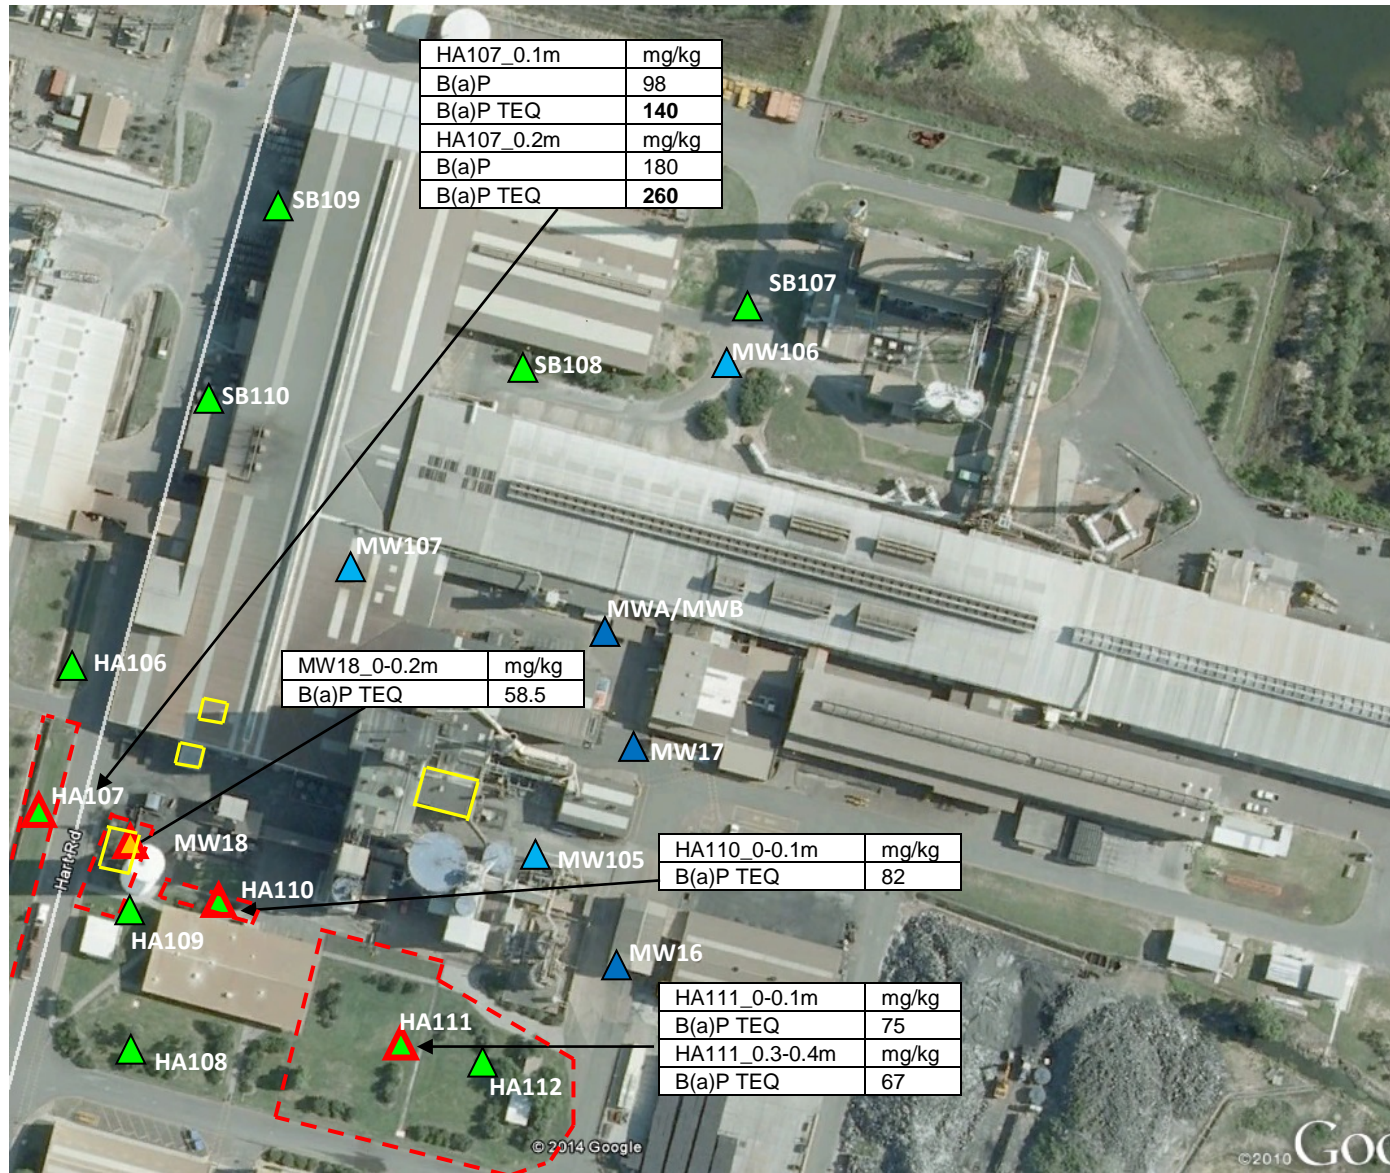 HA107_0.1m mg/kg
B(a)P 98
B(a)P TEQ 140
HA107_0.2m mg/kg
B(a)P 180
B(a)P TEQ 260
SB109
SB107
MW106
SB108
SB110
MW107
MWA/MWB
HA106
MW18_0-0.2m mg/kg
B(a)P TEQ 58.5
MW17
HA107
MW18
Hart Rd
MW105
HA110_0-0.1m mg/kg
B(a)P TEQ 82
HA110
HA109
MW16
HA111_0-0.1m mg/kg
B(a)P TEQ 75
HA111_0.3-0.4m mg/kg
B(a)P TEQ 67
HA111
HA108
HA112
© 2014 Google
©2010 Goo